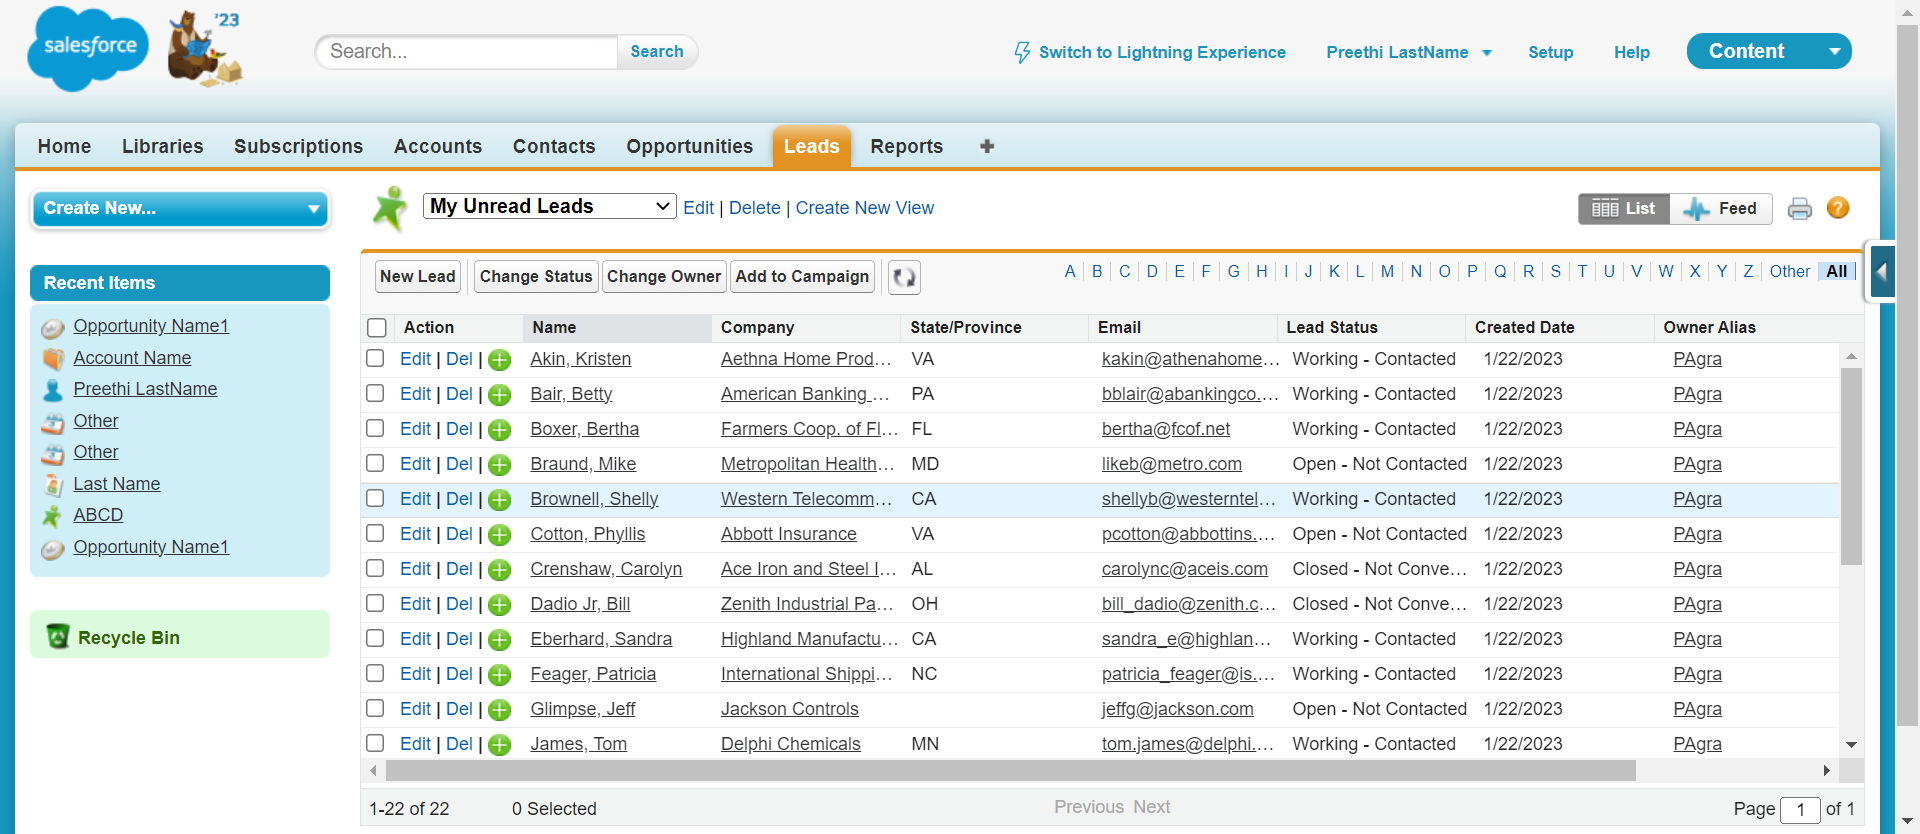 salesforce
'23
Search...
Search
Switch to Lightning Experience
Preethi LastName
Setup
Help
Content
Home Libraries Subscriptions Accounts Contacts Opportunities Leads Reports
Create New...
Recent Items
Opportunity Name1
Account Name
Preethi LastName
Other
Other
Last Name
ABCD
Opportunity Name1
Recycle Bin
My Unread Leads
Edit | Delete | Create New View
List
Feed
?
New Lead
Change Status
Change Owner
Add to Campaign
A B C D E F G H I J K L M N O P Q R S T U V W X Y Z Other All
Action Name Company State/Province Email Lead Status Created Date Owner Alias
Edit | Del | Akin, Kristen Aethna Home Prod... VA kakin@athenahome... Working - Contacted 1/22/2023 PAgra
Edit | Del | Bair, Betty American Banking ... PA bblair@abankingco.... Working - Contacted 1/22/2023 PAgra
Edit | Del | Boxer, Bertha Farmers Coop. of Fl... FL bertha@fcof.net Working - Contacted 1/22/2023 PAgra
Edit | Del | Braund, Mike Metropolitan Health... MD likeb@metro.com Open - Not Contacted 1/22/2023 PAgra
Edit | Del | Brownell, Shelly Western Telecomm... CA shellyb@westerntel... Working - Contacted 1/22/2023 PAgra
Edit | Del | Cotton, Phyllis Abbott Insurance VA pcotton@abbottins.... Open - Not Contacted 1/22/2023 PAgra
Edit | Del | Crenshaw, Carolyn Ace Iron and Steel I... AL carolync@aceis.com Closed - Not Conve... 1/22/2023 PAgra
Edit | Del | Dadio Jr, Bill Zenith Industrial Pa... OH bill_dadio@zenith.c... Closed - Not Conve... 1/22/2023 PAgra
Edit | Del | Eberhard, Sandra Highland Manufactu... CA sandra_e@highlan... Working - Contacted 1/22/2023 PAgra
Edit | Del | Feager, Patricia International Shippi... NC patricia_feager@is.... Working - Contacted 1/22/2023 PAgra
Edit | Del | Glimpse, Jeff Jackson Controls jeffg@jackson.com Open - Not Contacted 1/22/2023 PAgra
Edit | Del | James, Tom Delphi Chemicals MN tom.james@delphi.... Working - Contacted 1/22/2023 PAgra
1-22 of 22
0 Selected
Previous Next
Page 1 of 1